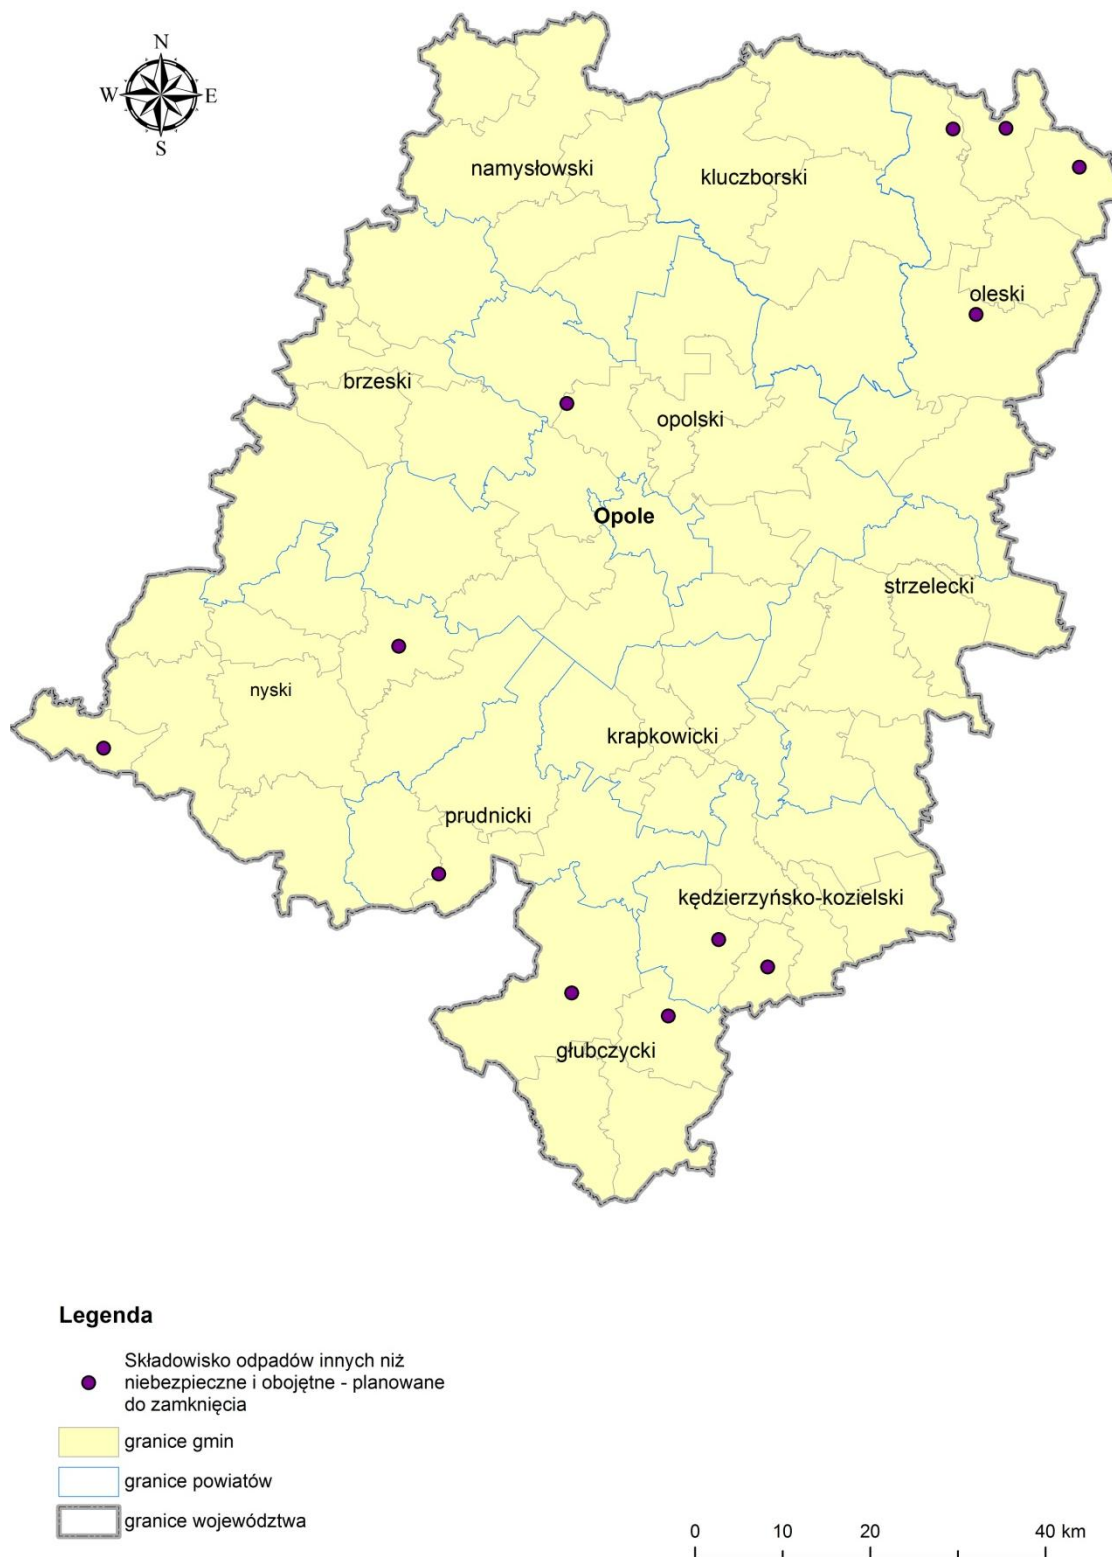 N
W
E
S
namysłowski
kluczborski
oleski
brzeski
opolski
Opole
strzelecki
nyski
krapkowicki
prudnicki
kędzierzyńsko-kozielski
głubczycki
Legenda
Składowisko odpadów innych niż
niebezpieczne i obojętne - planowane
do zamknięcia
granice gmin
granice powiatów
granice województwa
0 10 20 40 km